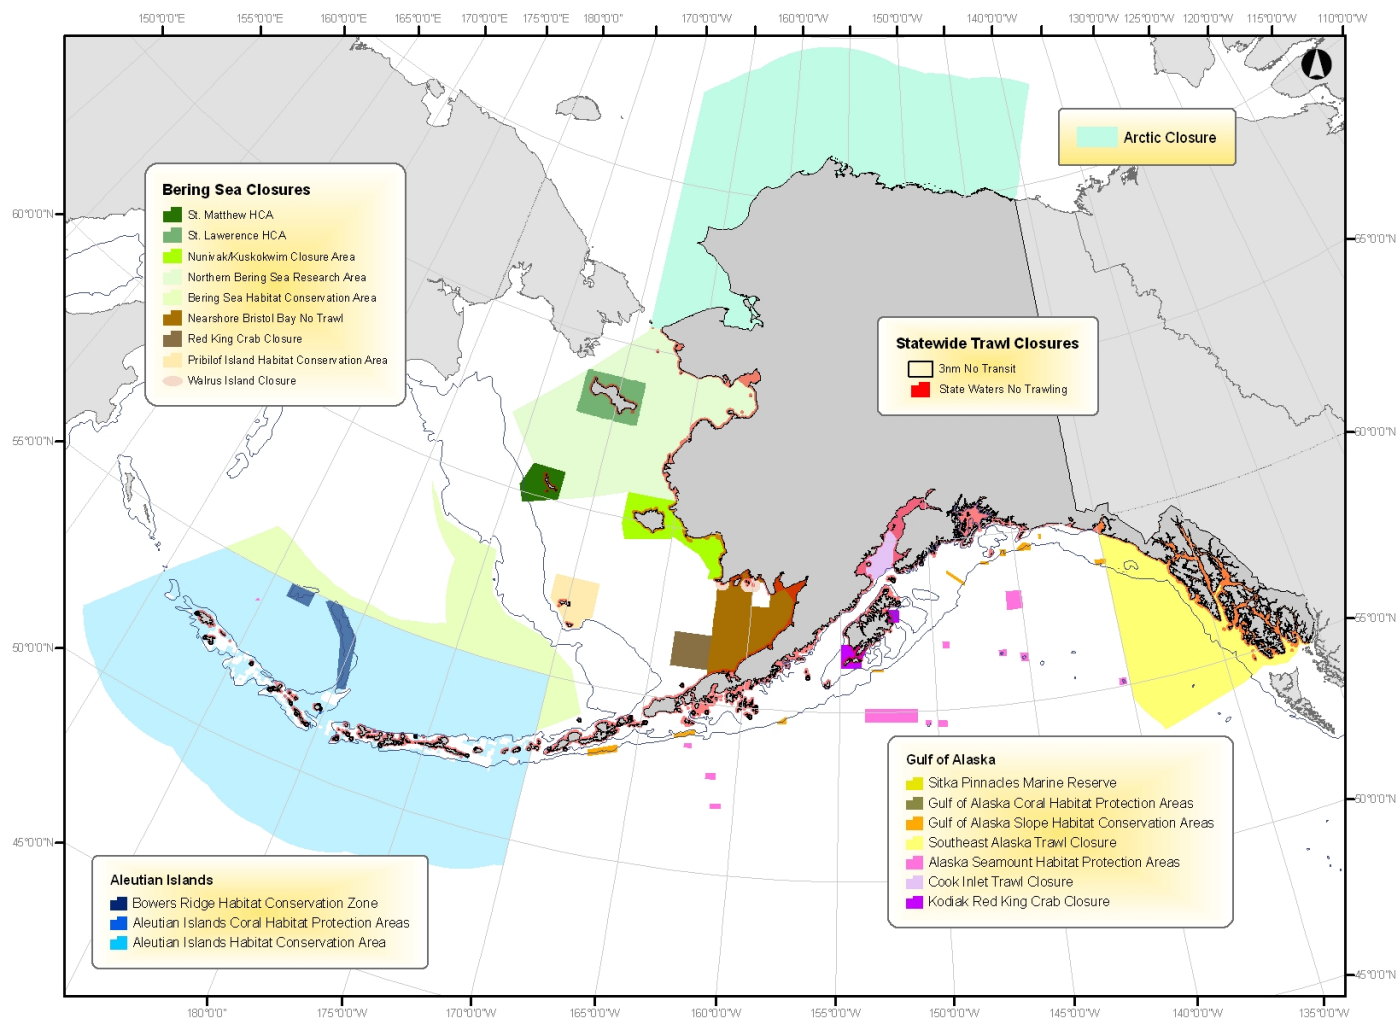 150°0'0"E 155°0'0"E 160°0'0"E 165°0'0"E 170°0'0"E 175°0'0"E 180°0'0" 170°0'0"W 160°0'0"W 150°0'0"W 140°0'0"W 130°0'0"W 125°0'0"W 120°0'0"W 115°0'0"W 110°0'0"W
Arctic Closure
Bering Sea Closures
St. Matthew HCA
St. Lawerence HCA
Nunivak/Kuskokwim Closure Area
Northern Bering Sea Research Area
Bering Sea Habitat Conservation Area
Nearshore Bristol Bay No Trawl
Red King Crab Closure
Pribilof Island Habitat Conservation Area
Walrus Island Closure
60°0'0"N
65°0'0"N
Statewide Trawl Closures
3nm No Transit
State Waters No Trawling
55°0'0"N
60°0'0"N
50°0'0"N
55°0'0"N
Gulf of Alaska
Sitka Pinnacles Marine Reserve
Gulf of Alaska Coral Habitat Protection Areas
Gulf of Alaska Slope Habitat Conservation Areas
Southeast Alaska Trawl Closure
Alaska Seamount Habitat Protection Areas
Cook Inlet Trawl Closure
Kodiak Red King Crab Closure
50°0'0"N
45°0'0"N
Aleutian Islands
Bowers Ridge Habitat Conservation Zone
Aleutian Islands Coral Habitat Protection Areas
Aleutian Islands Habitat Conservation Area
45°0'0"N
180°0'0" 175°0'0"W 170°0'0"W 165°0'0"W 160°0'0"W 155°0'0"W 150°0'0"W 145°0'0"W 140°0'0"W 135°0'0"W